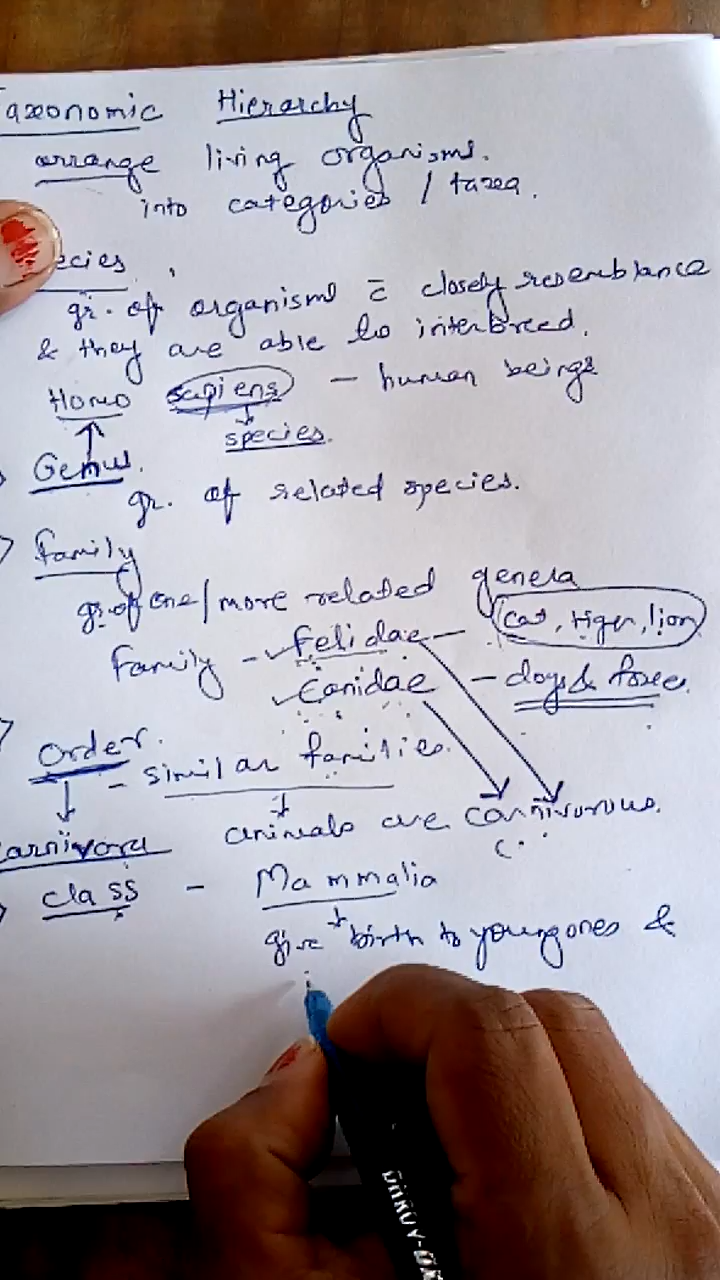 Taxonomic Hierarchy
arrange living organisms.
into categories / taxa.
ecies
gr. of organisms c̄ closely resemblance
& they are able to interbreed.
Homo sapiens - human beings
species.
Genus.
gr. of related species.
Family
gr. of one/more related genera
Family - Felidae - cat, tiger, lion
Canidae - dogs &
Order.
- similar families.
animals are carnivorous.
arnivora
class - Mammalia
give birth to young ones &